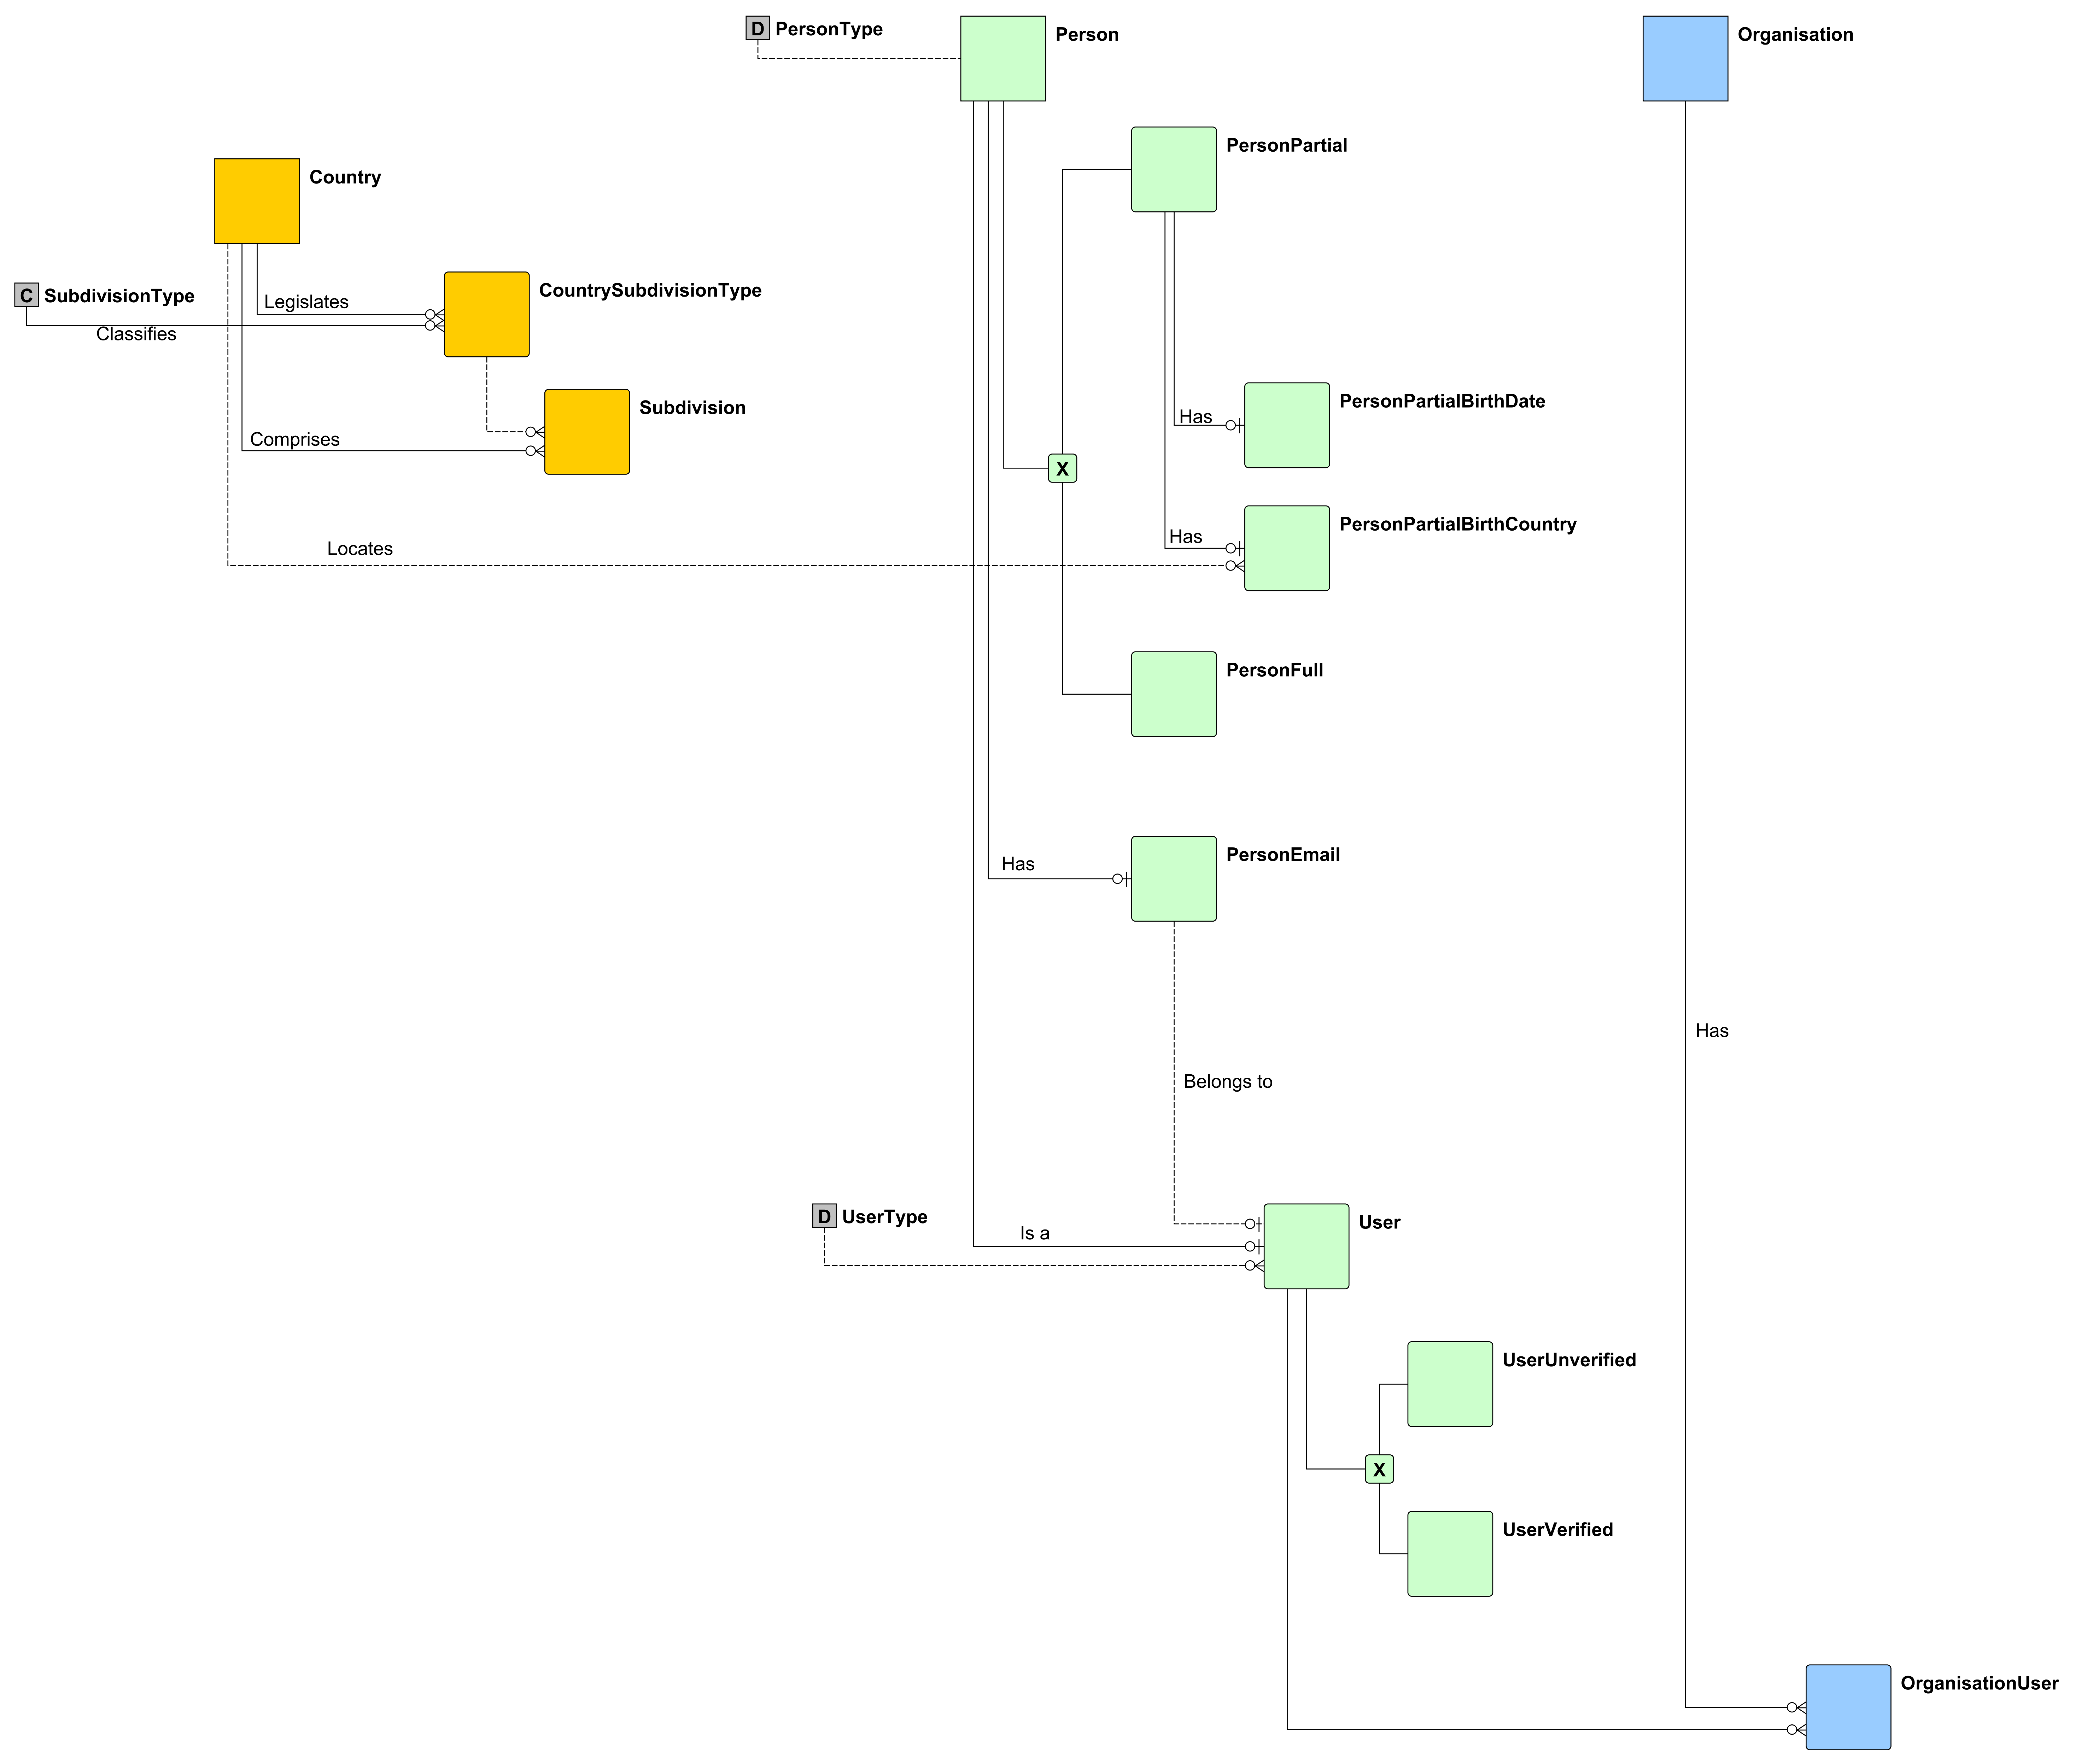 D PersonType
Person
Organisation
PersonPartial
Country
C SubdivisionType
CountrySubdivisionType
Legislates
Classifies
Subdivision
Comprises
PersonPartialBirthDate
Has
X
PersonPartialBirthCountry
Has
Locates
PersonFull
PersonEmail
Has
Has
Belongs to
D UserType
User
Is a
UserUnverified
X
UserVerified
OrganisationUser